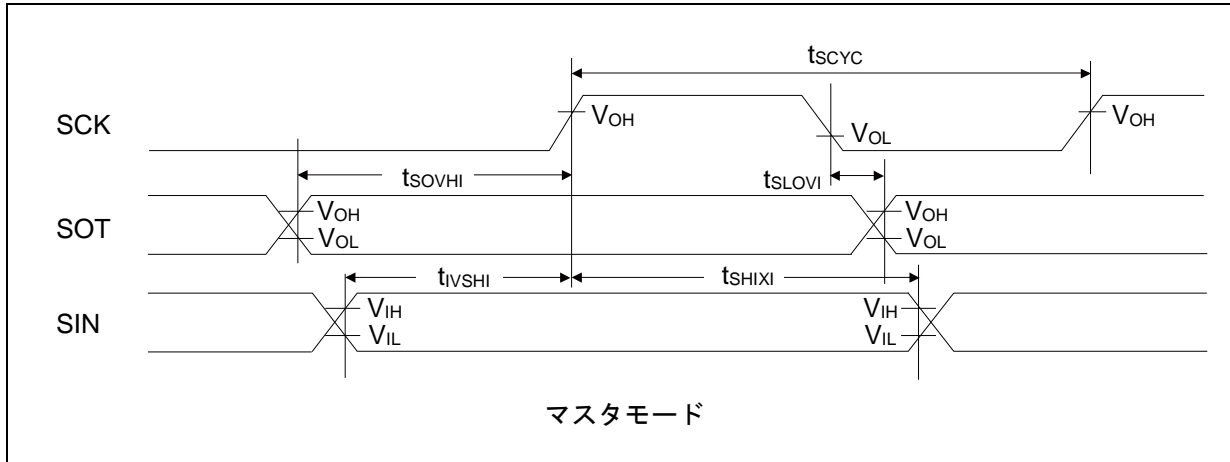 tSCYC
SCK
VOH
VOL
VOH
tSOVHI
tSLOVI
SOT
VOH
VOL
VOH
VOL
tIVSHI
tSHIXI
SIN
VIH
VIL
VIH
VIL
マスタモード